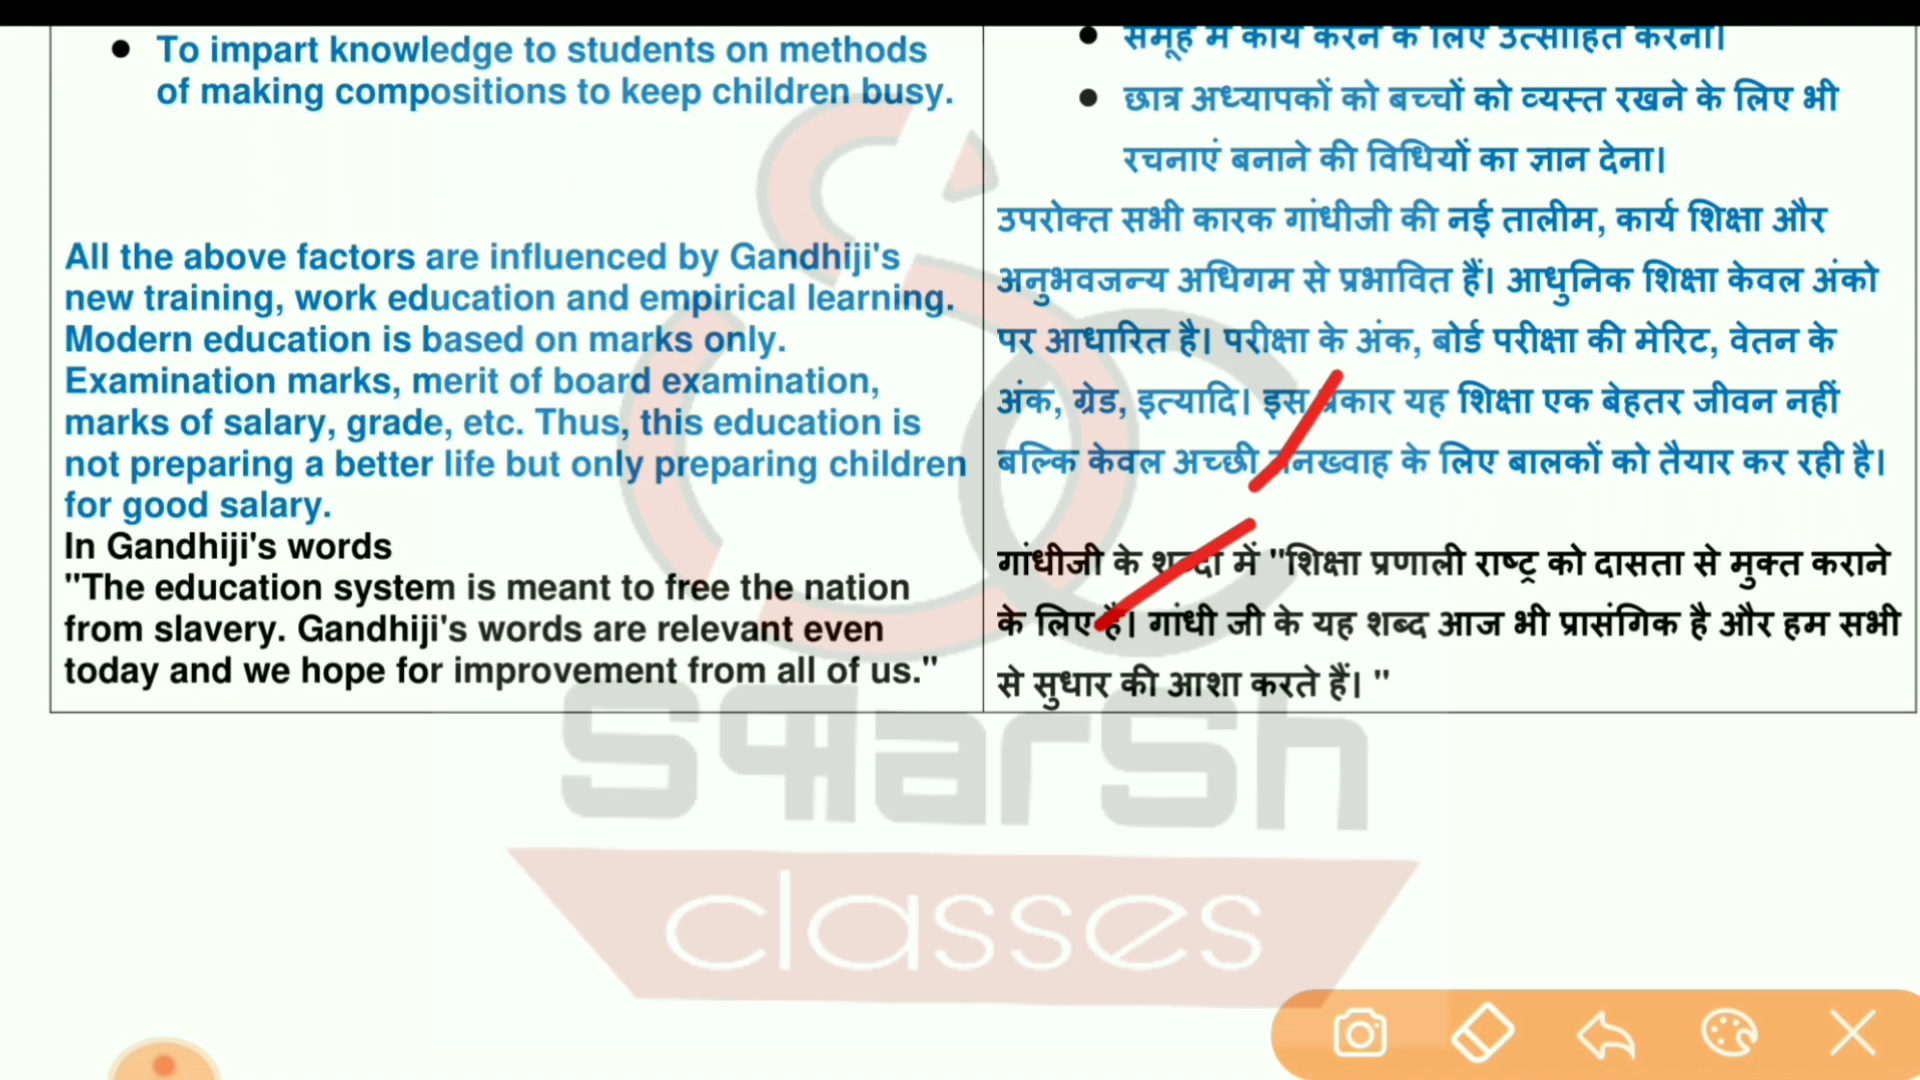 To impart knowledge to students on methods
of making compositions to keep children busy.
All the above factors are influenced by Gandhiji's
new training, work education and empirical learning.
Modern education is based on marks only.
Examination marks, merit of board examination,
marks of salary, grade, etc. Thus, this education is
not preparing a better life but only preparing children
for good salary.
In Gandhiji's words
"The education system is meant to free the nation
from slavery. Gandhiji's words are relevant even
today and we hope for improvement from all of us."
समूह में कार्य करने के लिए उत्साहित करना।
छात्र अध्यापकों को बच्चों को व्यस्त रखने के लिए भी
रचनाएं बनाने की विधियों का ज्ञान देना।
उपरोक्त सभी कारक गांधीजी की नई तालीम, कार्य शिक्षा और
अनुभवजन्य अधिगम से प्रभावित हैं। आधुनिक शिक्षा केवल अंको
पर आधारित है। परीक्षा के अंक, बोर्ड परीक्षा की मेरिट, वेतन के
अंक, ग्रेड, इत्यादि। इस प्रकार यह शिक्षा एक बेहतर जीवन नहीं
बल्कि केवल अच्छी तनख्वाह के लिए बालकों को तैयार कर रही है।
गांधीजी के शब्दों में "शिक्षा प्रणाली राष्ट्र को दासता से मुक्त कराने
के लिए है। गांधी जी के यह शब्द आज भी प्रासंगिक है और हम सभी
से सुधार की आशा करते हैं। "
classes